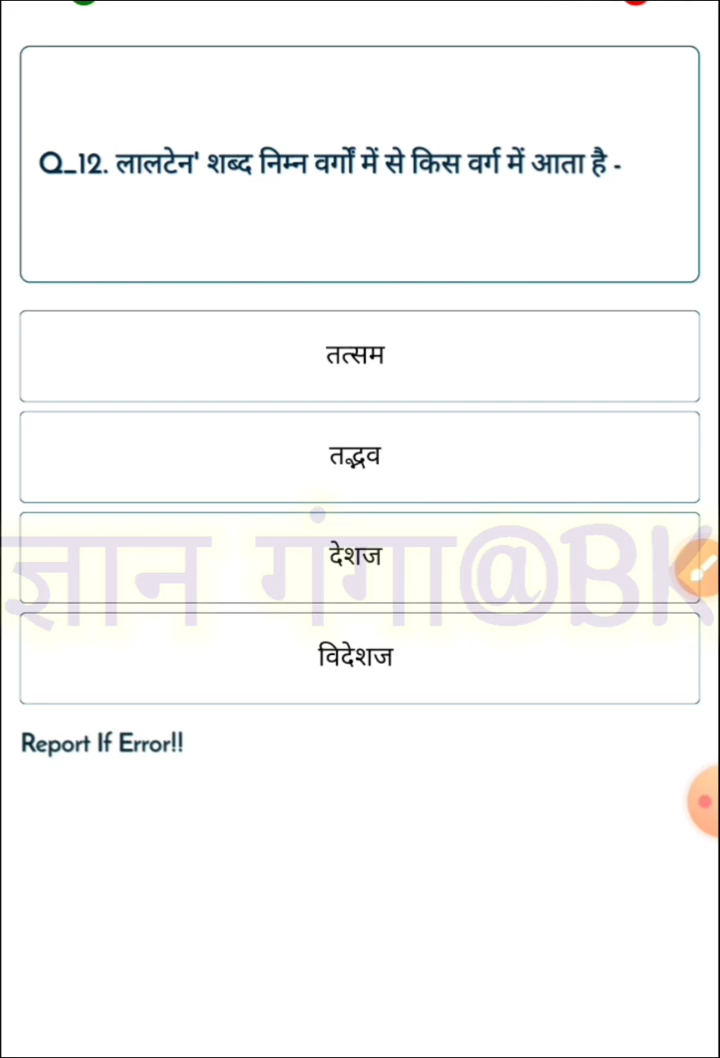 Q_12. लालटेन' शब्द निम्न वर्गों में से किस वर्ग में आता है -
तत्सम
तद्भव
देशज
ज्ञान गंगा@BK
विदेशज
Report If Error!!